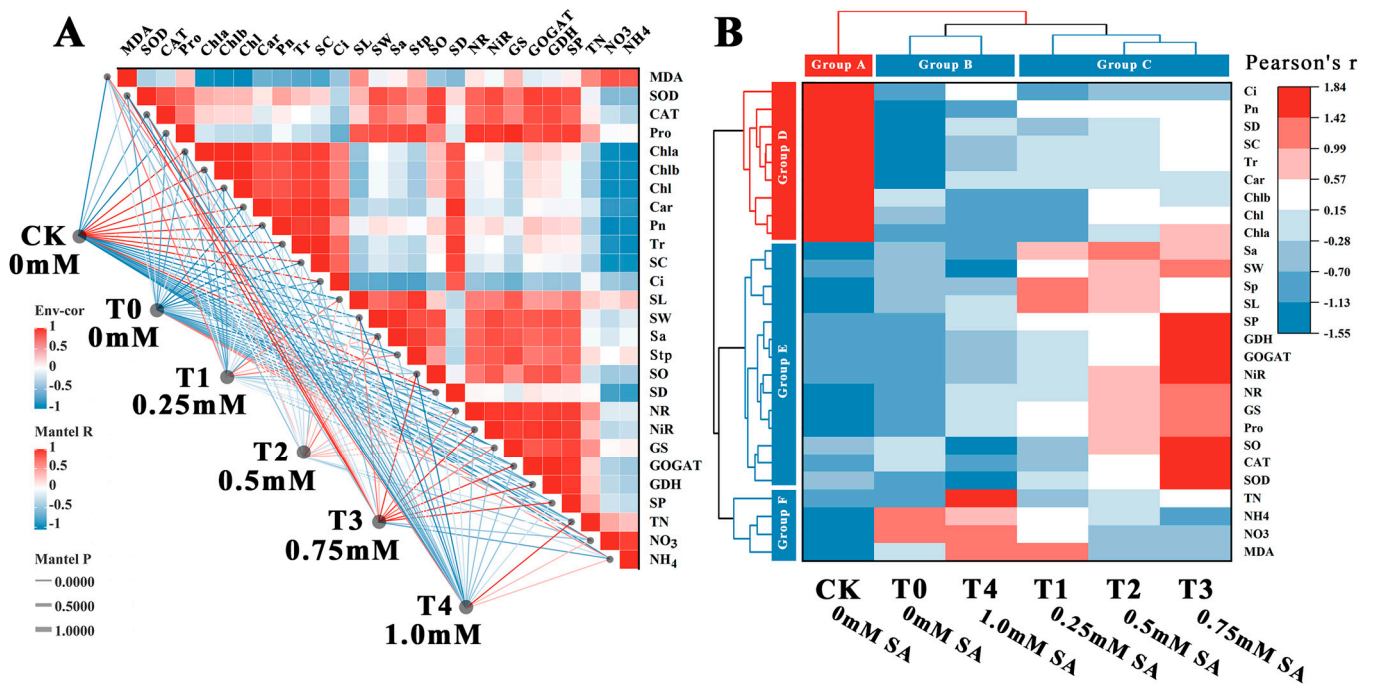 A
MDA
SOD
CAT
Pro
Chla
Chlb
Chl
Car
Pn
Tr
SC
Ci
SL
SW
Sa
Stp
SO
SD
NR
NiR
GS
GOGAT
GDH
SP
TN
NO3
NH4
MDA
SOD
CAT
Pro
Chla
Chlb
Chl
Car
Pn
Tr
SC
Ci
SL
SW
Sa
Stp
SO
SD
NR
NiR
GS
GOGAT
GDH
SP
TN
NO3
NH4
CK
0mM
T0
0mM
T1
0.25mM
T2
0.5mM
T3
0.75mM
T4
1.0mM
Env-cor
1
0.5
0
-0.5
-1
Mantel R
1
0.5
0
-0.5
-1
Mantel P
0.0000
0.5000
1.0000
B
Group A
Group B
Group C
Group D
Group E
Group F
Ci
Pn
SD
SC
Tr
Car
Chlb
Chl
Chla
Sa
SW
Sp
SL
SP
GDH
GOGAT
NiR
NR
GS
Pro
SO
CAT
SOD
TN
NH4
NO3
MDA
Pearson's r
1.84
1.42
0.99
0.57
0.15
-0.28
-0.70
-1.13
-1.55
CK
T0
T4
T1
T2
T3
0mM SA
0mM SA
1.0mM SA
0.25mM SA
0.5mM SA
0.75mM SA